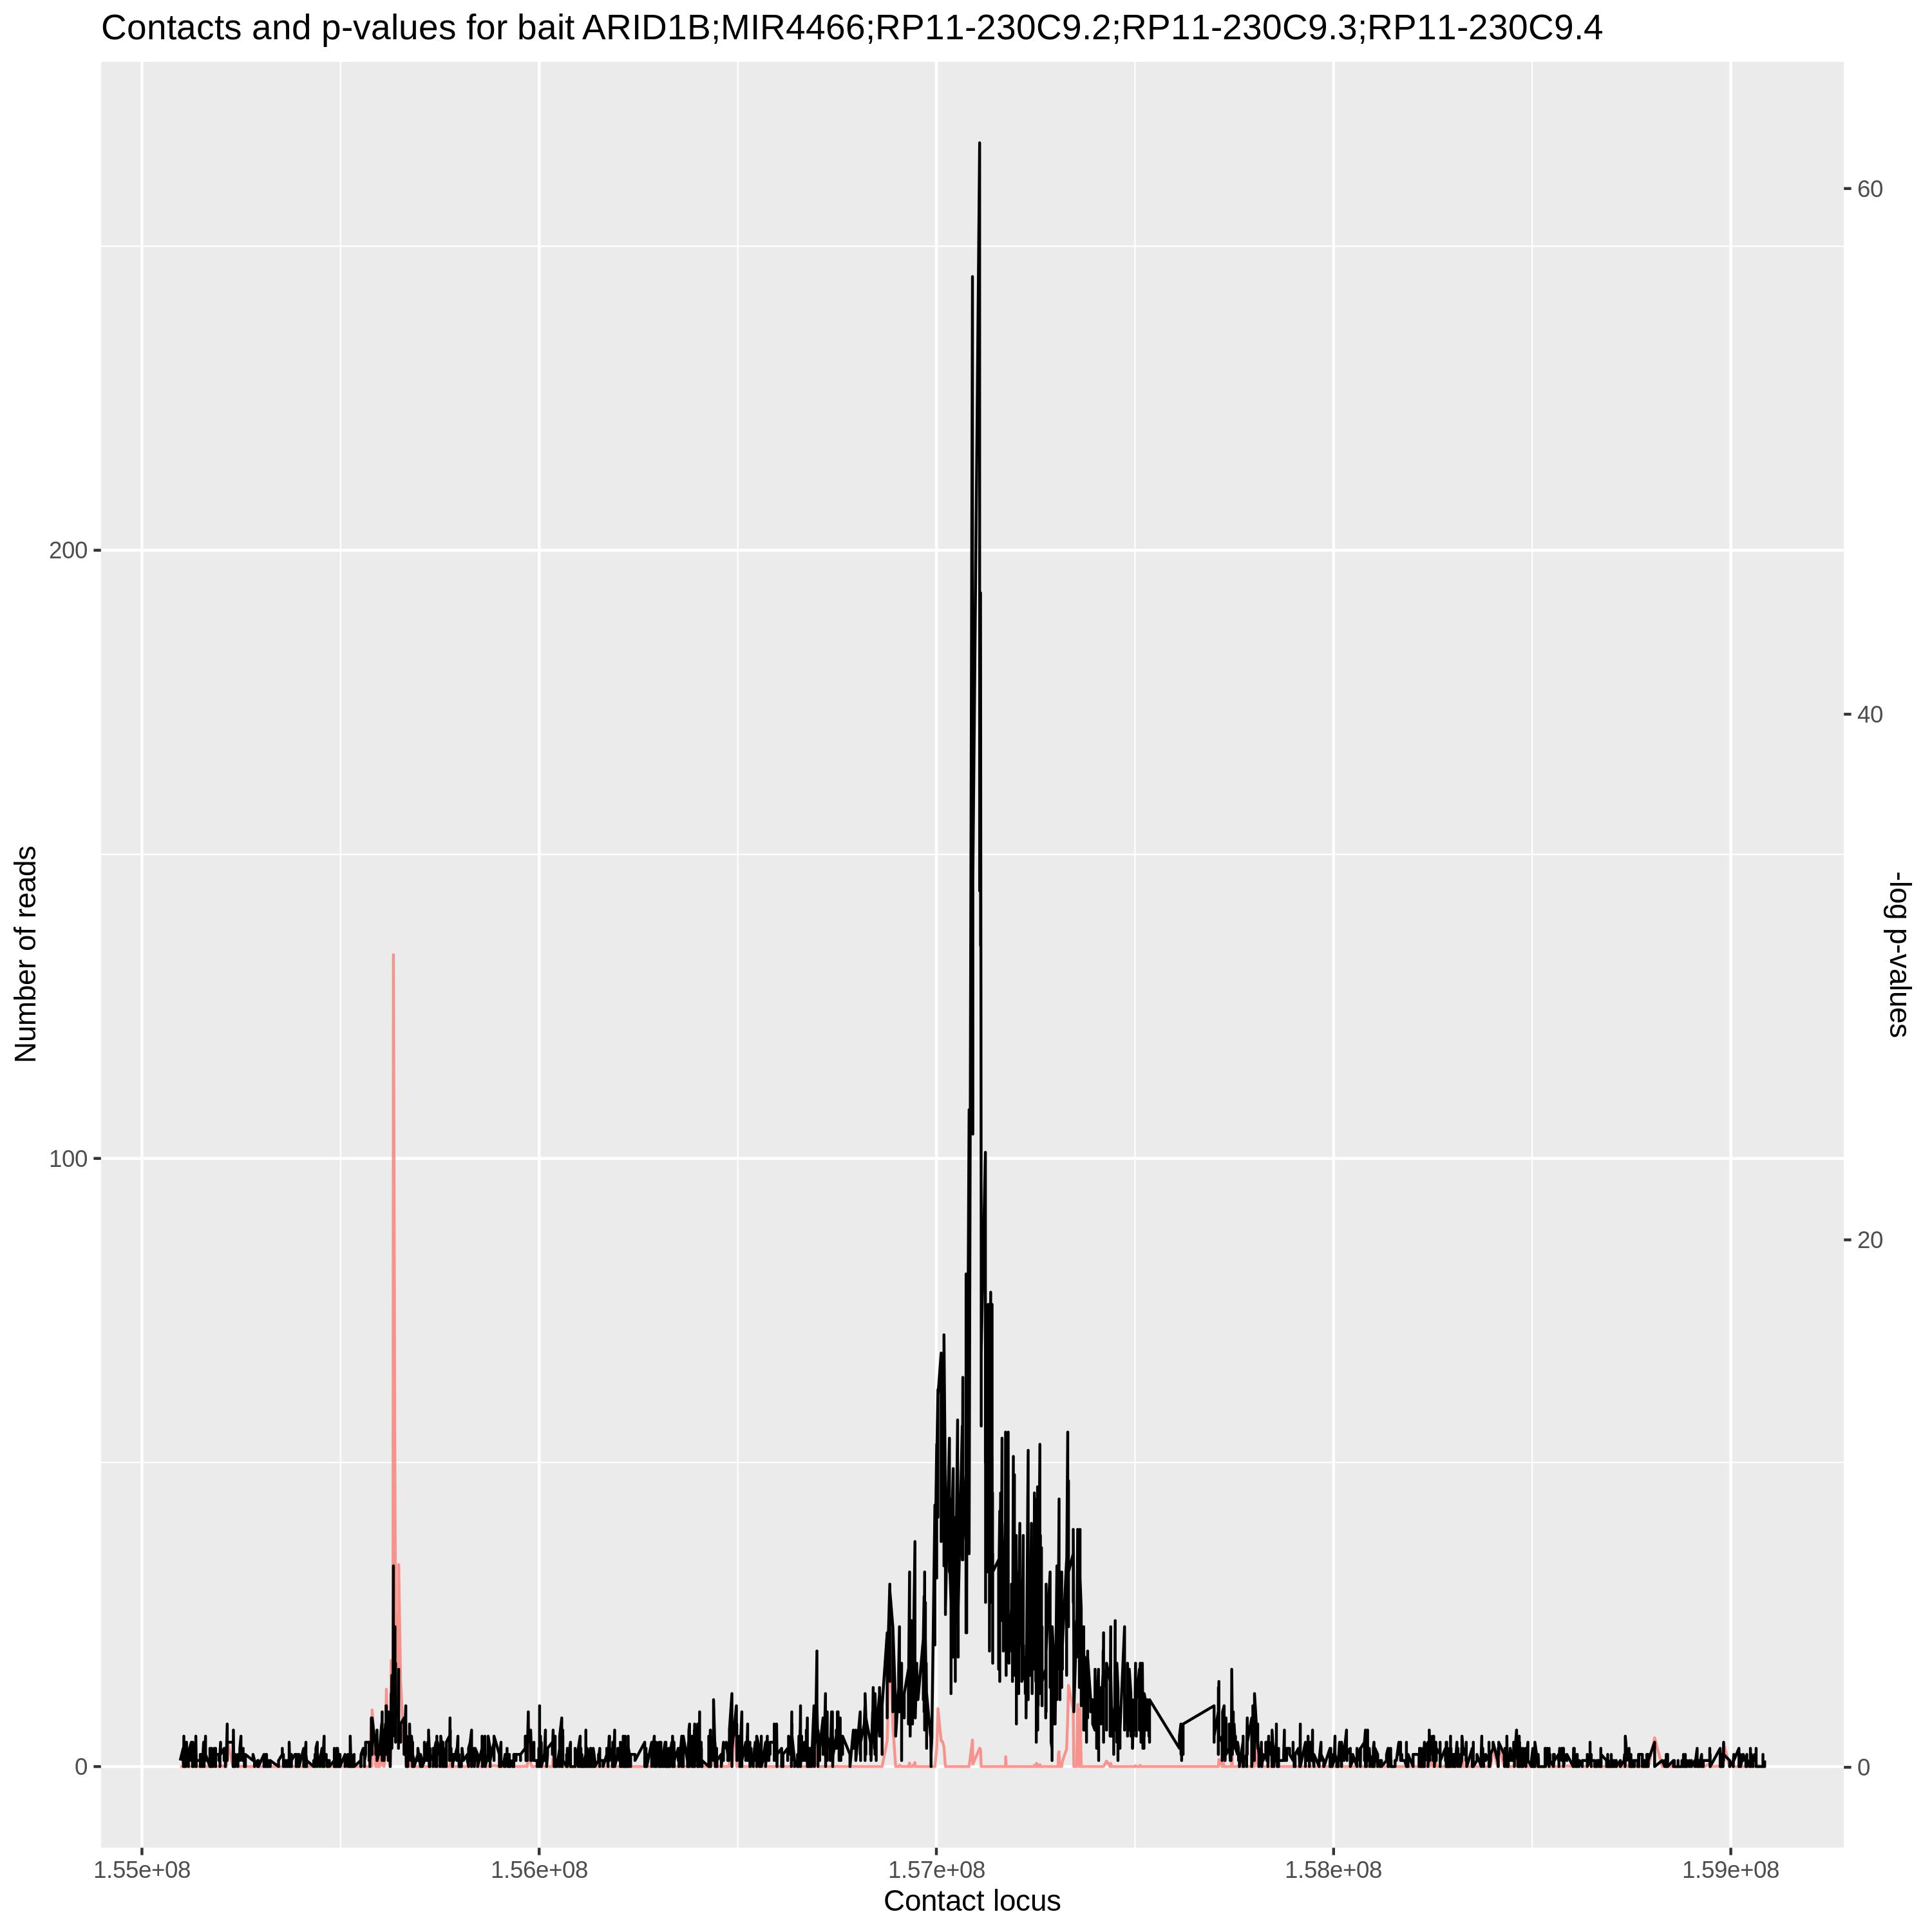 Contacts and p-values for bait ARID1B;MIR4466;RP11-230C9.2;RP11-230C9.3;RP11-230C9.4
60
200
40
Number of reads
-log p-values
100
20
0
0
1.55e+08
1.56e+08
1.57e+08
1.58e+08
1.59e+08
Contact locus